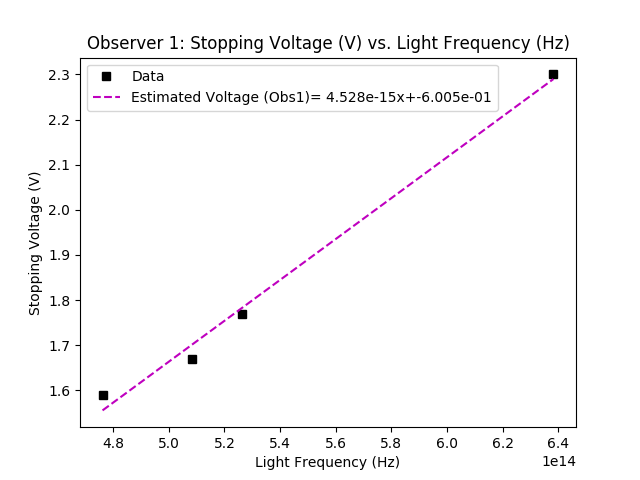 Observer 1: Stopping Voltage (V) vs. Light Frequency (Hz)
Data
Estimated Voltage (Obs1)= 4.528e-15x+-6.005e-01
Stopping Voltage (V)
2.3
2.2
2.1
2.0
1.9
1.8
1.7
1.6
4.8 5.0 5.2 5.4 5.6 5.8 6.0 6.2 6.4
1e14
Light Frequency (Hz)